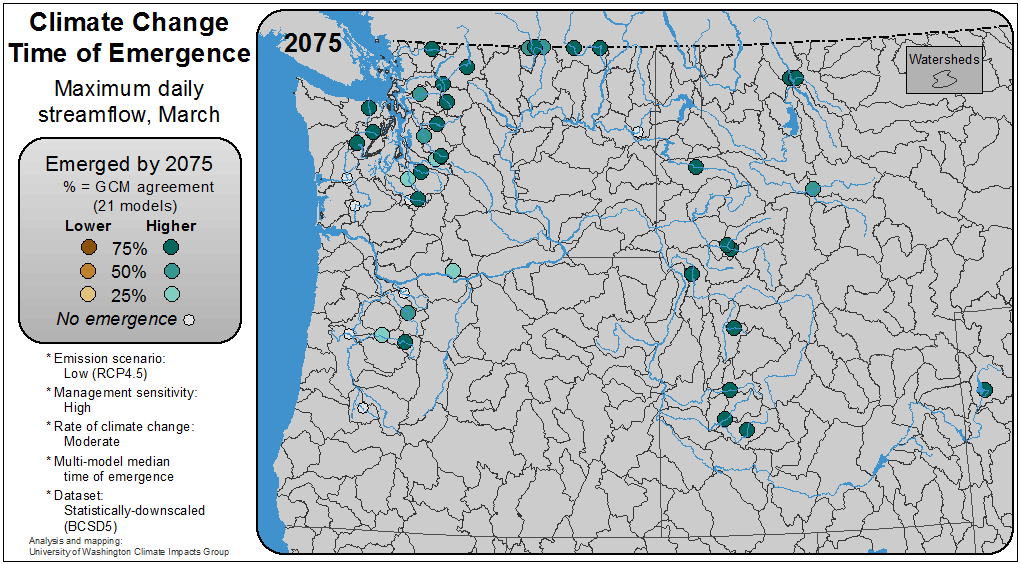 Climate Change
Time of Emergence
Maximum daily
streamflow, March
Emerged by 2075
% = GCM agreement
(21 models)
Lower Higher
75%
50%
25%
No emergence
* Emission scenario:
Low (RCP4.5)
* Management sensitivity:
High
* Rate of climate change:
Moderate
* Multi-model median
time of emergence
* Dataset:
Statistically-downscaled
(BCSD5)
Analysis and mapping:
University of Washington Climate Impacts Group
2075
Watersheds